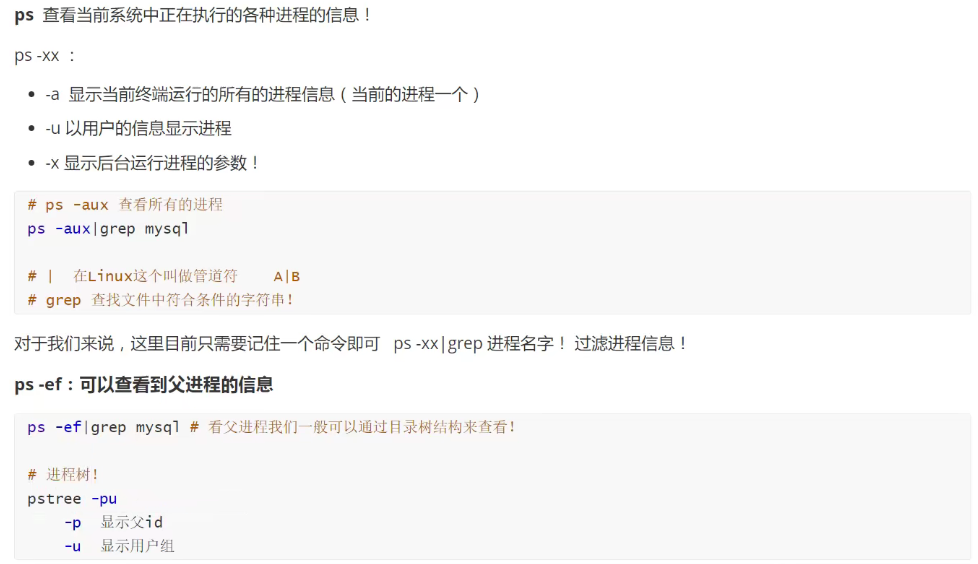 ps 查看当前系统中正在执行的各种进程的信息！
ps -xx ：
• -a 显示当前终端运行的所有的进程信息（当前的进程一个）
• -u 以用户的信息显示进程
• -x 显示后台运行进程的参数！
# ps -aux 查看所有的进程
ps -aux|grep mysql
# | 在Linux这个叫做管道符 A|B
# grep 查找文件中符合条件的字符串！
对于我们来说，这里目前只需要记住一个命令即可 ps -xx|grep 进程名字！ 过滤进程信息！
ps -ef：可以查看到父进程的信息
ps -ef|grep mysql # 看父进程我们一般可以通过目录树结构来查看！
# 进程树！
pstree -pu
-p 显示父id
-u 显示用户组